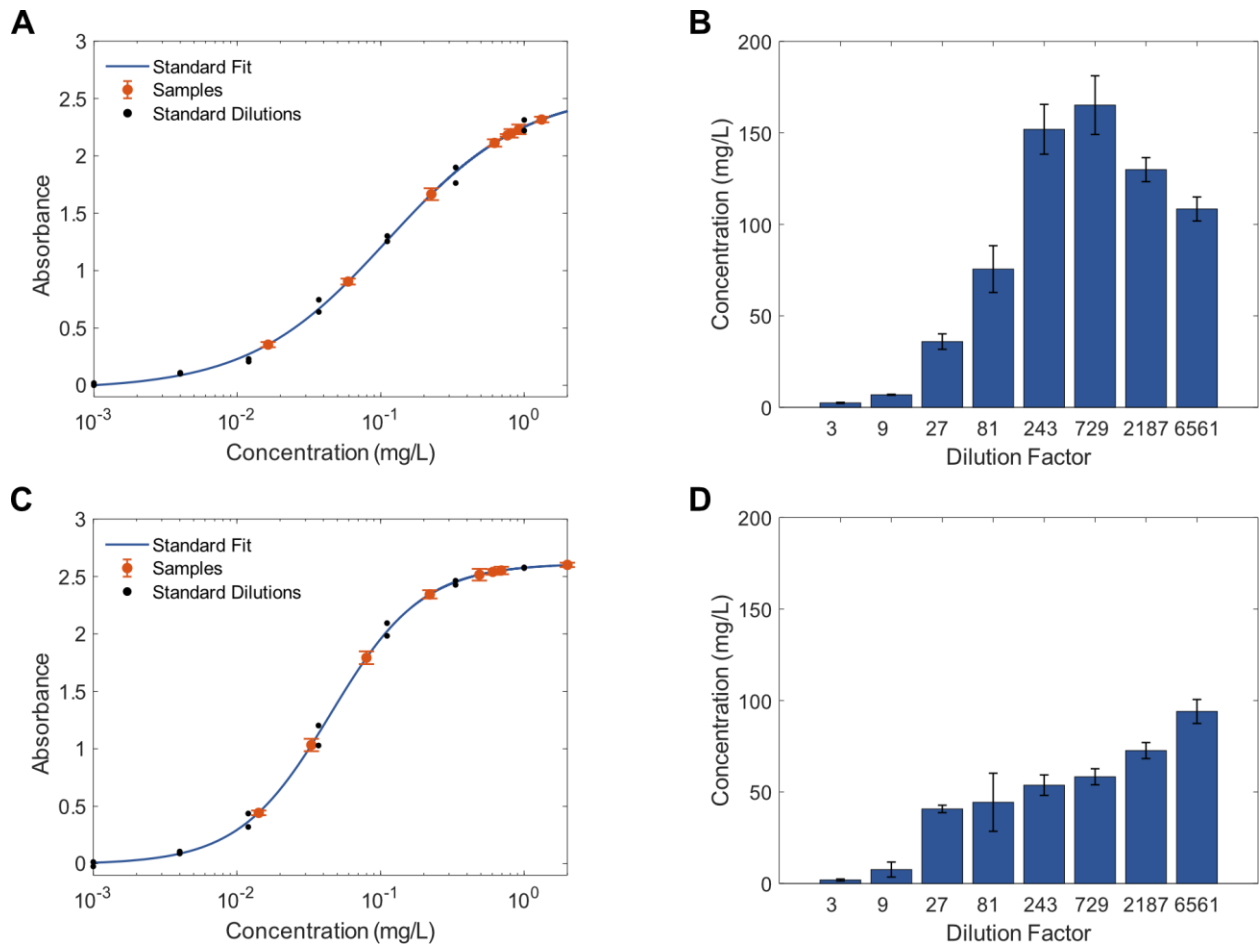 A
3
2.5
2
1.5
1
0.5
0
Absorbance
Standard Fit
Samples
Standard Dilutions
10⁻³
10⁻²
10⁻¹
10⁰
Concentration (mg/L)
B
200
150
100
50
0
Concentration (mg/L)
3
9
27
81
243
729
2187
6561
Dilution Factor
C
3
2.5
2
1.5
1
0.5
0
Absorbance
Standard Fit
Samples
Standard Dilutions
10⁻³
10⁻²
10⁻¹
10⁰
Concentration (mg/L)
D
200
150
100
50
0
Concentration (mg/L)
3
9
27
81
243
729
2187
6561
Dilution Factor